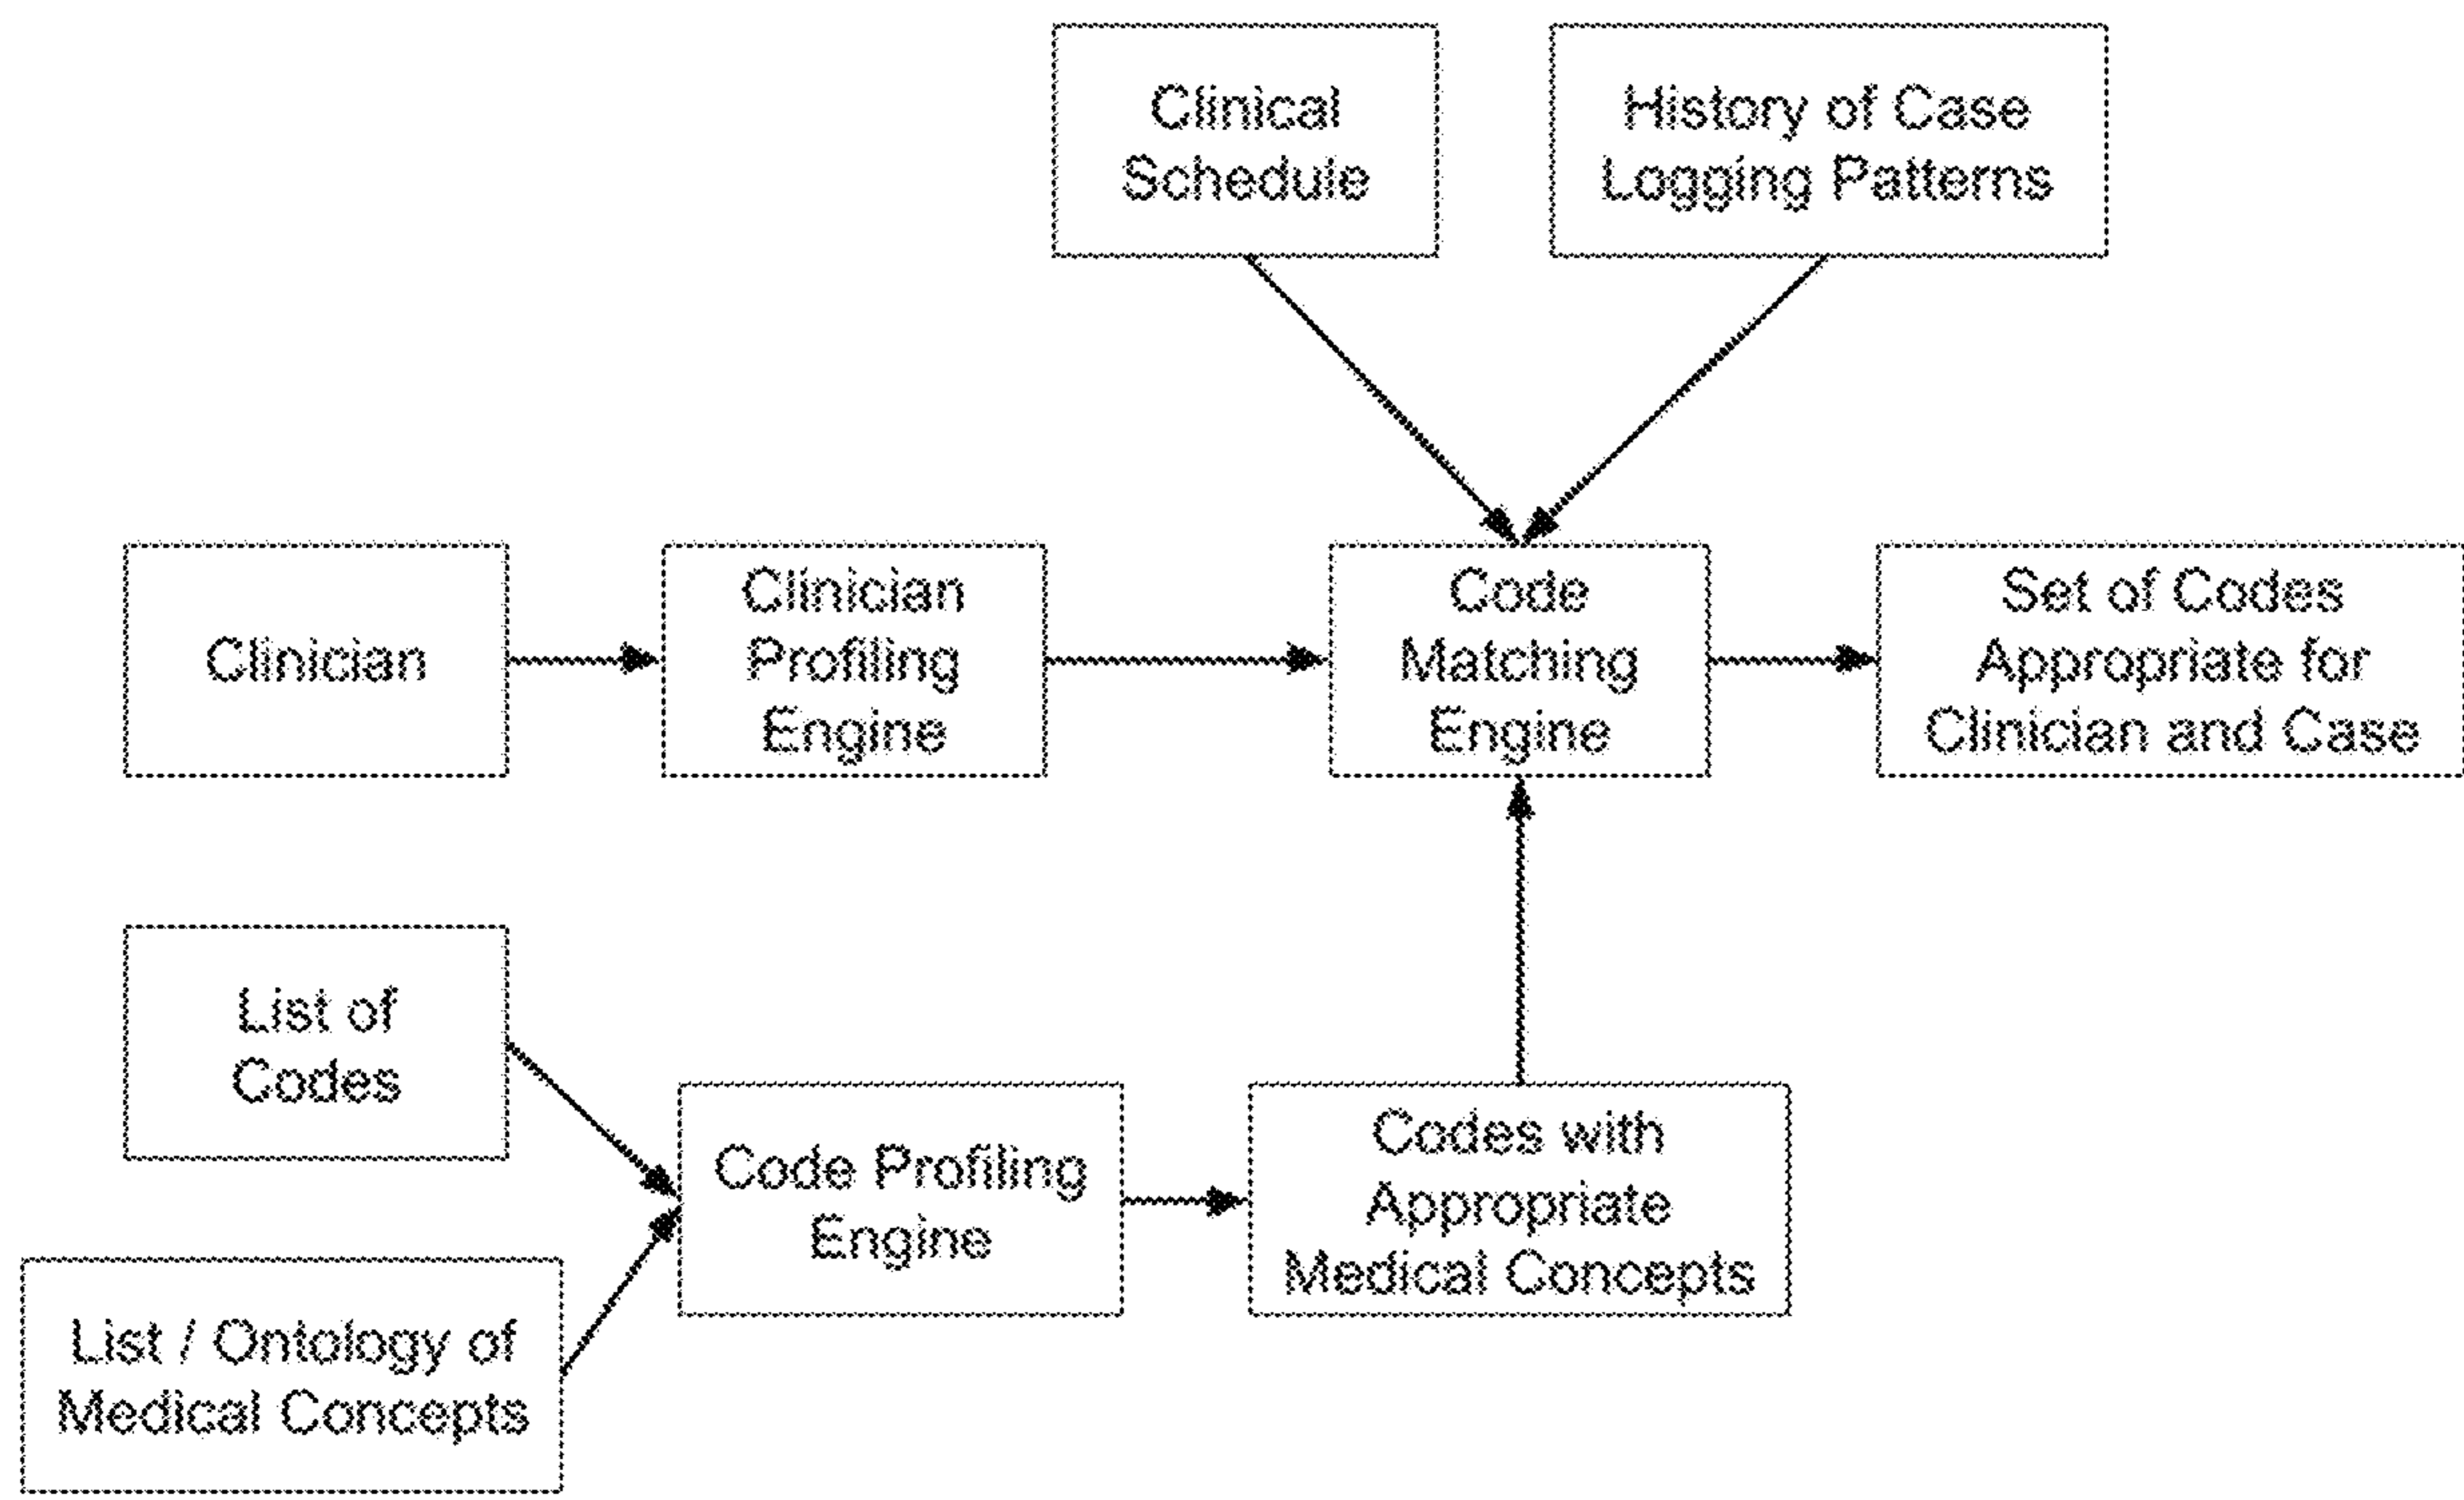 Clinical
Schedule
History of Case
Logging Patterns
Clinician
Clinician
Profiling
Engine
Code
Matching
Engine
Set of Codes
Appropriate for
Clinician and Case
List of
Codes
Code Profiling
Engine
Codes with
Appropriate
Medical Concepts
List / Ontology of
Medical Concepts